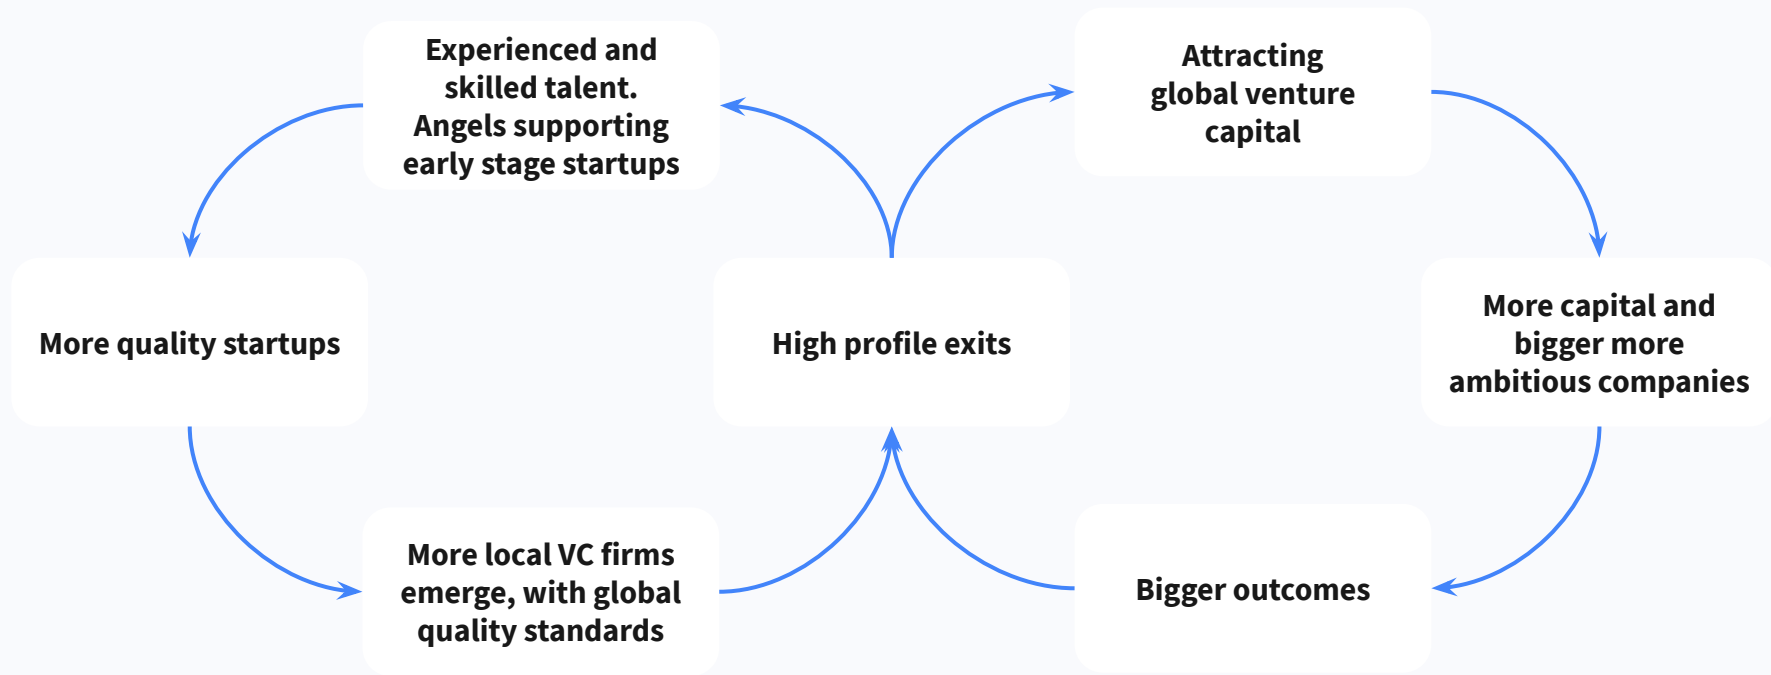 Experienced and
skilled talent.
Angels supporting
early stage startups
Attracting
global venture
capital
More quality startups
High profile exits
More capital and
bigger more
ambitious companies
More local VC firms
emerge, with global
quality standards
Bigger outcomes